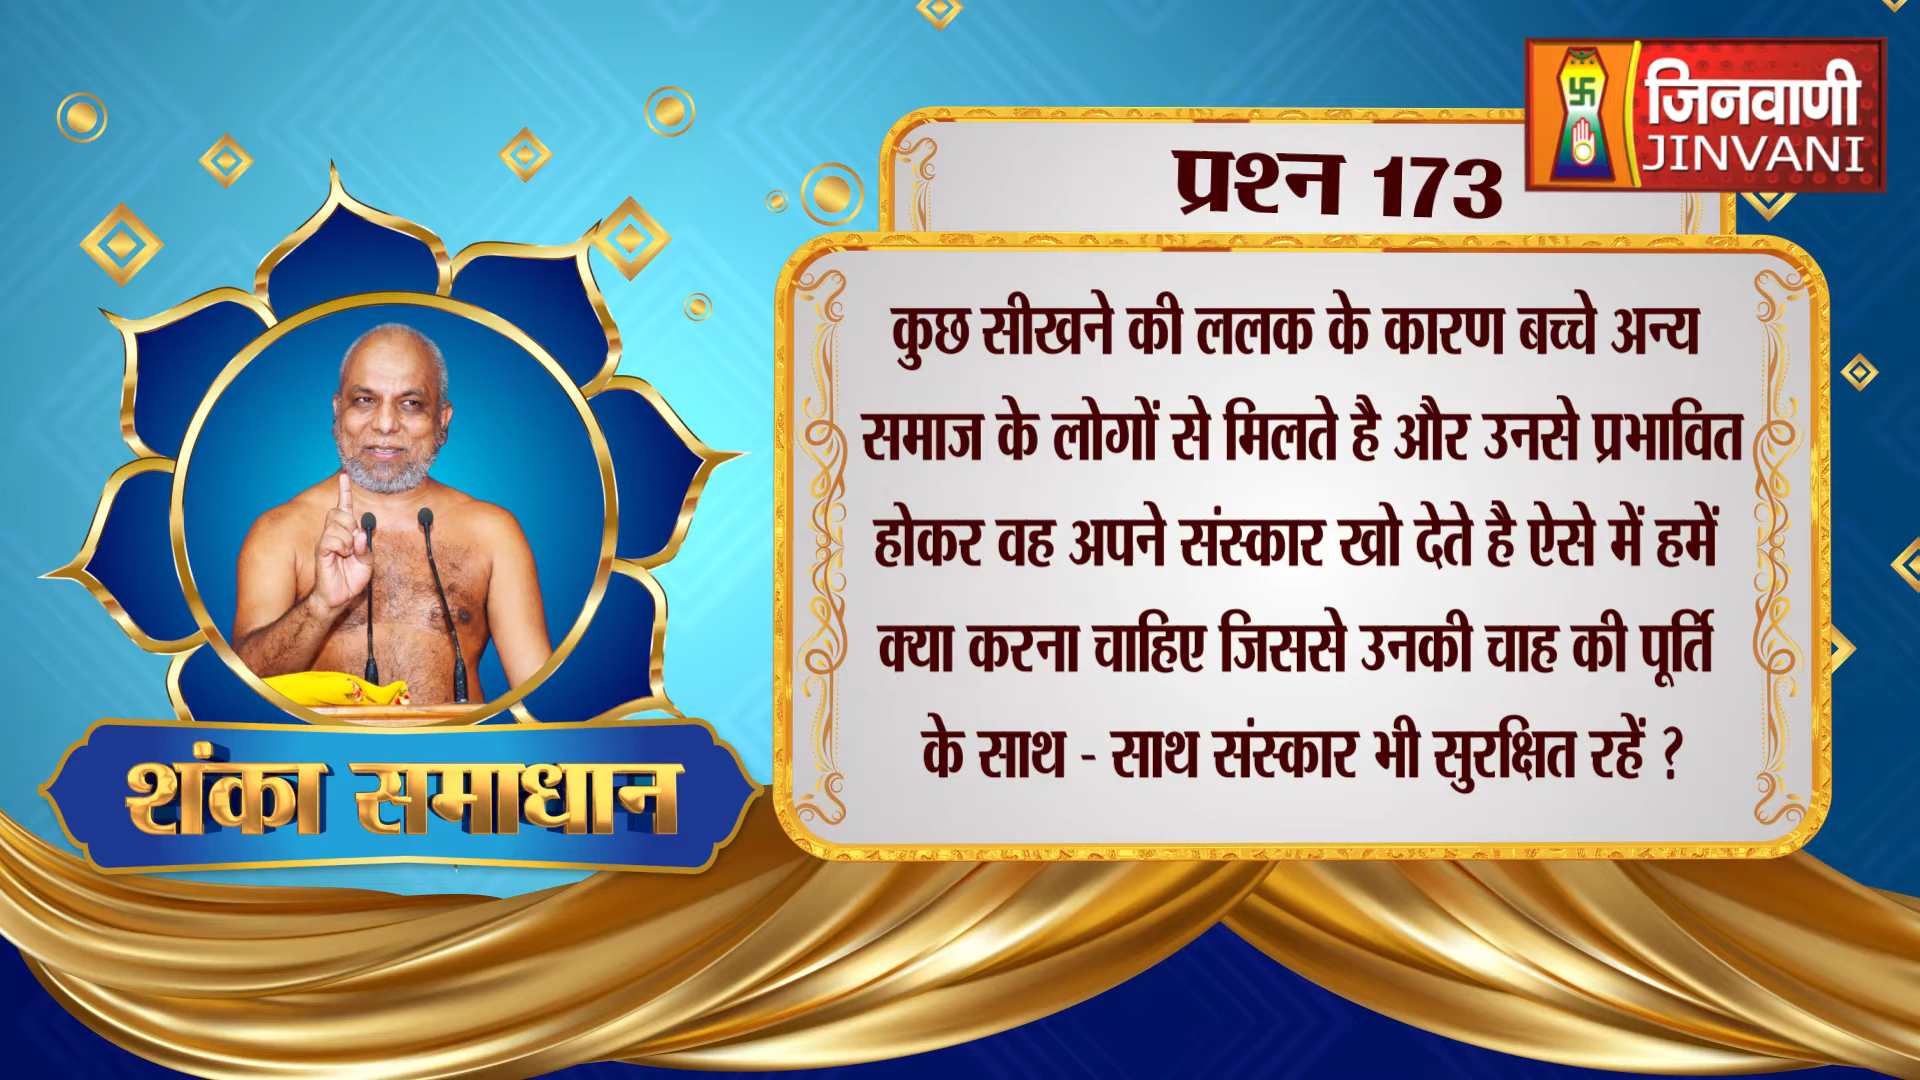 जिनवाणी
JINVANI
प्रश्न 173
कुछ सीखने की ललक के कारण बच्चे अन्य
समाज के लोगों से मिलते है और उनसे प्रभावित
होकर वह अपने संस्कार खो देते है ऐसे में हमें
क्या करना चाहिए जिससे उनकी चाह की पूर्ति
के साथ - साथ संस्कार भी सुरक्षित रहें ?
शंका समाधान